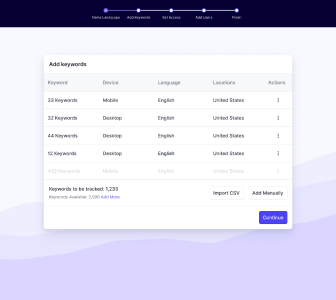 Name Landscape Add Keywords Set Access Add Users Finish
Add keywords
Keyword Device Language Locations Actions
33 Keywords Mobile English United States
32 Keywords Desktop English United States
44 Keywords Desktop English United States
12 Keywords Desktop English United States
432 Keywords Mobile English United States
Keywords to be tracked: 1,233
Keywords Available: 2,000 Add More
Import CSV Add Manually
Continue